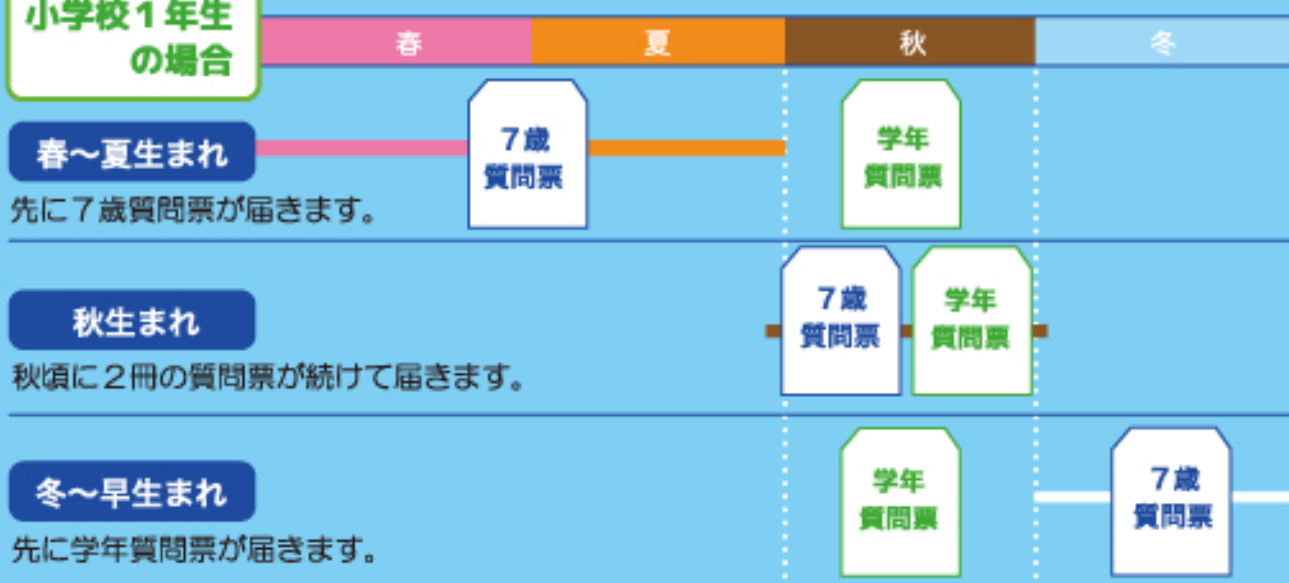 小学校１年生
の場合
春
夏
秋
冬
春～夏生まれ
先に７歳質問票が届きます。
７歳
質問票
学年
質問票
秋生まれ
秋頃に２冊の質問票が続けて届きます。
７歳
質問票
学年
質問票
冬～早生まれ
先に学年質問票が届きます。
学年
質問票
７歳
質問票